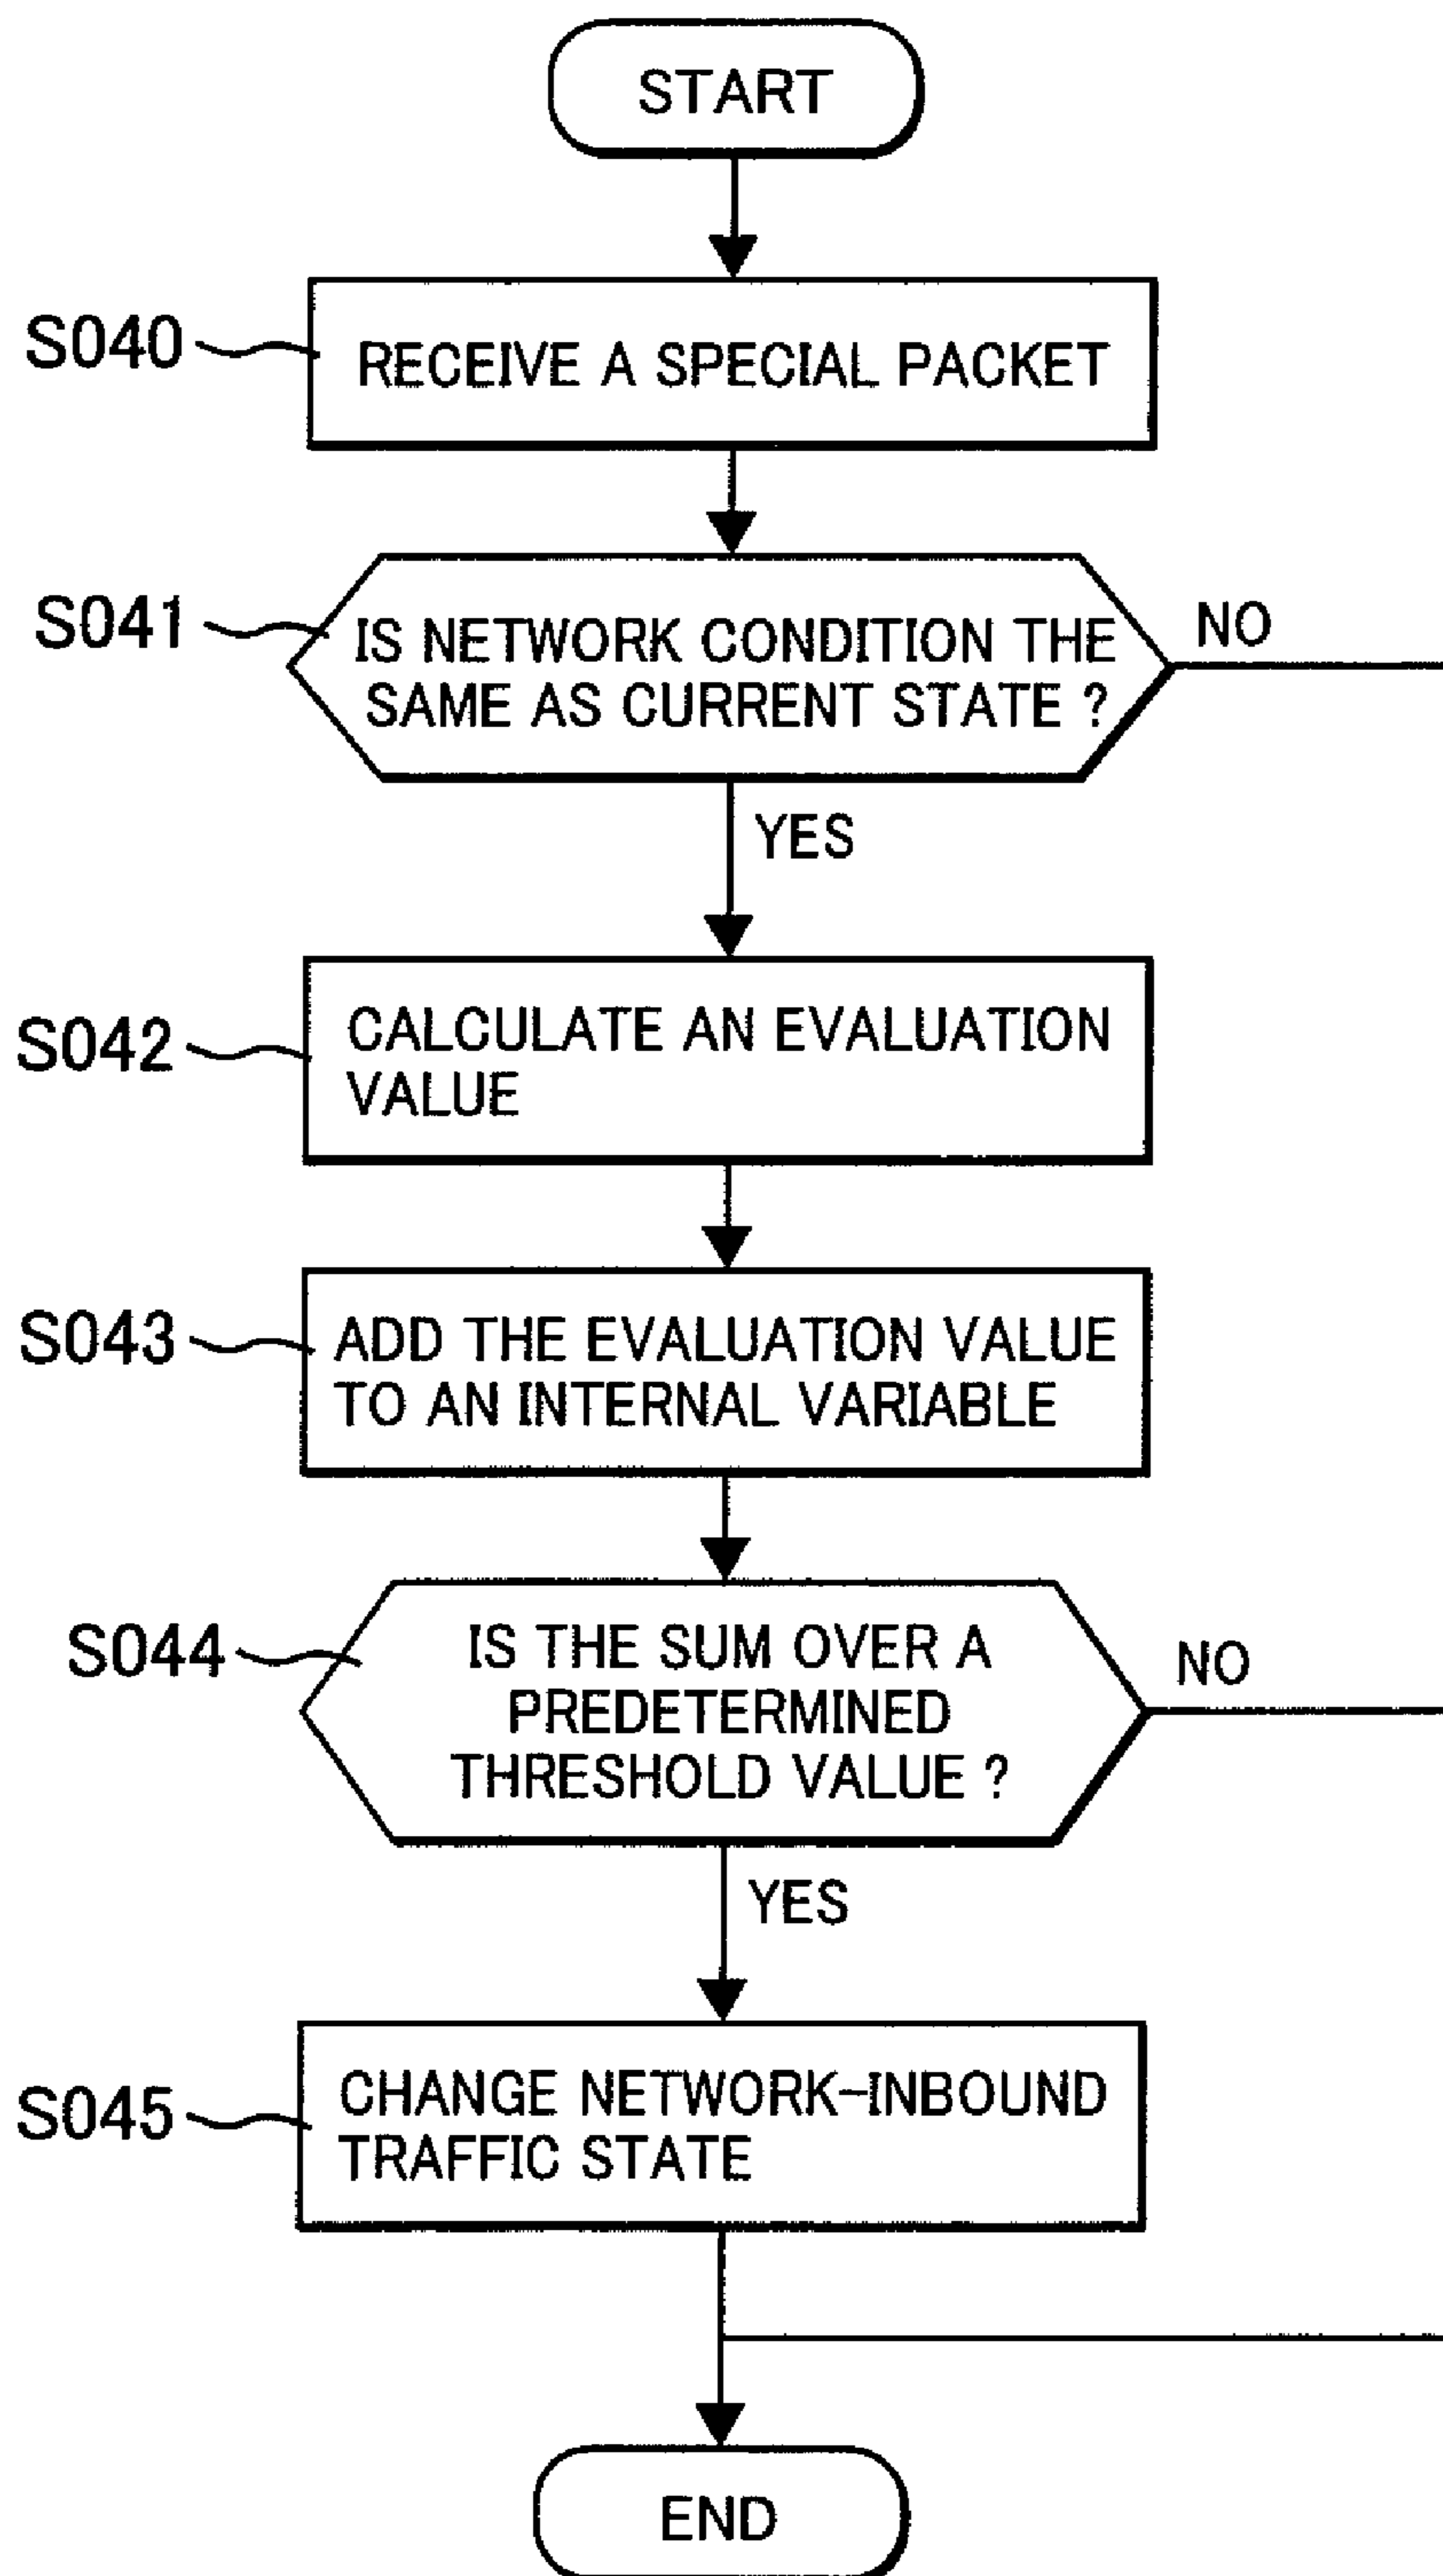 START
S040
RECEIVE A SPECIAL PACKET
S041
IS NETWORK CONDITION THE
SAME AS CURRENT STATE ?
NO
YES
S042
CALCULATE AN EVALUATION
VALUE
S043
ADD THE EVALUATION VALUE
TO AN INTERNAL VARIABLE
S044
IS THE SUM OVER A
PREDETERMINED
THRESHOLD VALUE ?
NO
YES
S045
CHANGE NETWORK-INBOUND
TRAFFIC STATE
END